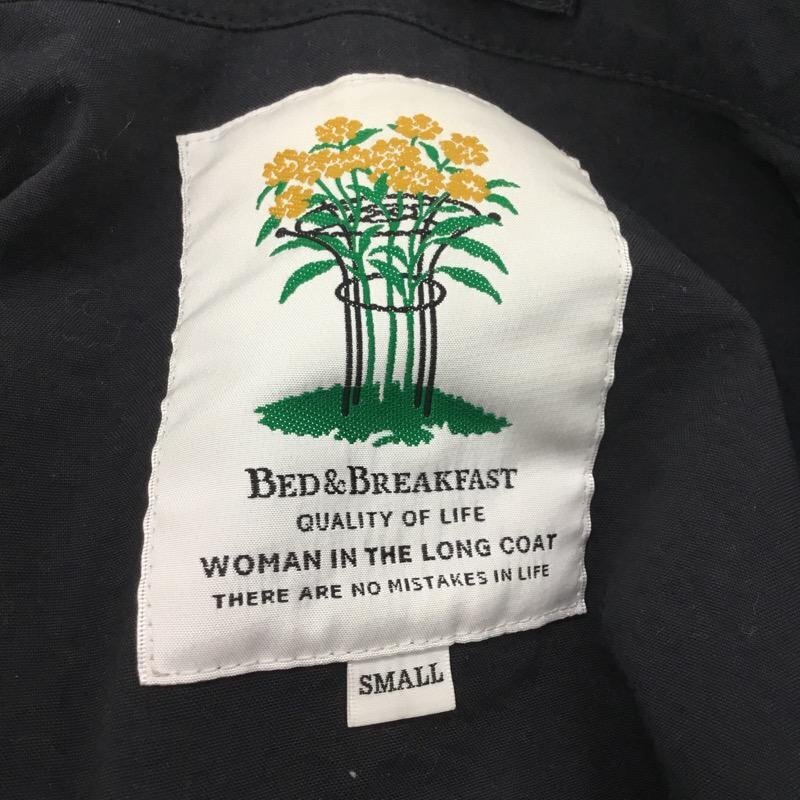 BED&BREAKFAST
QUALITY OF LIFE
WOMAN IN THE LONG COAT
THERE ARE NO MISTAKES IN LIFE
SMALL